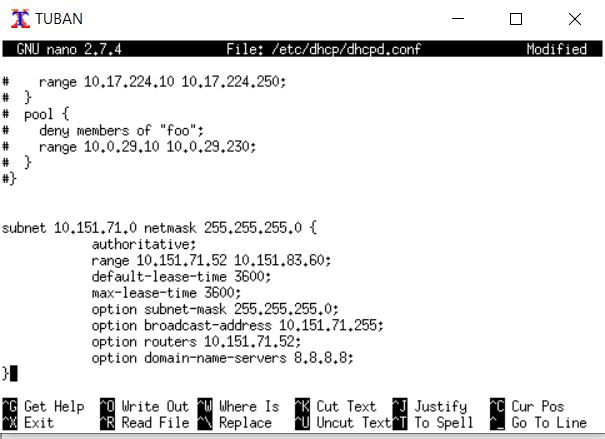 TUBAN
GNU nano 2.7.4 File: /etc/dhcp/dhcpd.conf Modified
#    range 10.17.224.10 10.17.224.250;
#  }
#  pool {
#    deny members of "foo";
#    range 10.0.29.10 10.0.29.230;
#  }
#}
subnet 10.151.71.0 netmask 255.255.255.0 {
            authoritative;
            range 10.151.71.52 10.151.83.60;
            default-lease-time 3600;
            max-lease-time 3600;
            option subnet-mask 255.255.255.0;
            option broadcast-address 10.151.71.255;
            option routers 10.151.71.52;
            option domain-name-servers 8.8.8.8;
}
^G Get Help ^O Write Out ^W Where Is ^K Cut Text ^J Justify ^C Cur Pos
^X Exit ^R Read File ^\ Replace ^U Uncut Text ^T To Spell ^_ Go To Line